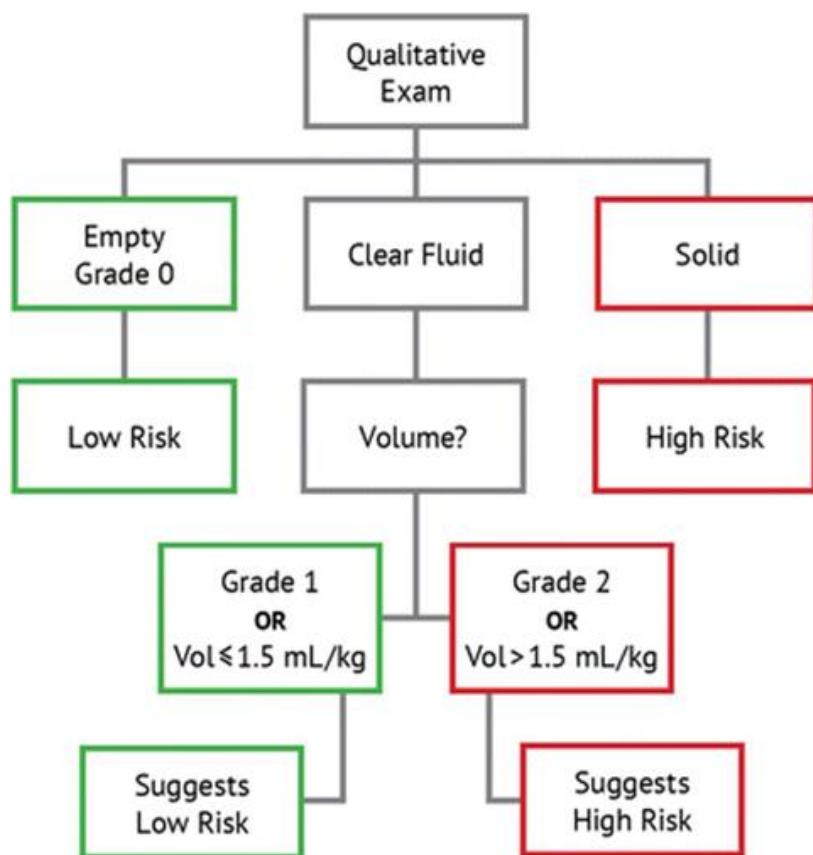 Qualitative
Exam
Empty
Grade 0
Clear Fluid
Solid
Low Risk
Volume?
High Risk
Grade 1
OR
Vol ⩽ 1.5 mL/kg
Grade 2
OR
Vol > 1.5 mL/kg
Suggests
Low Risk
Suggests
High Risk